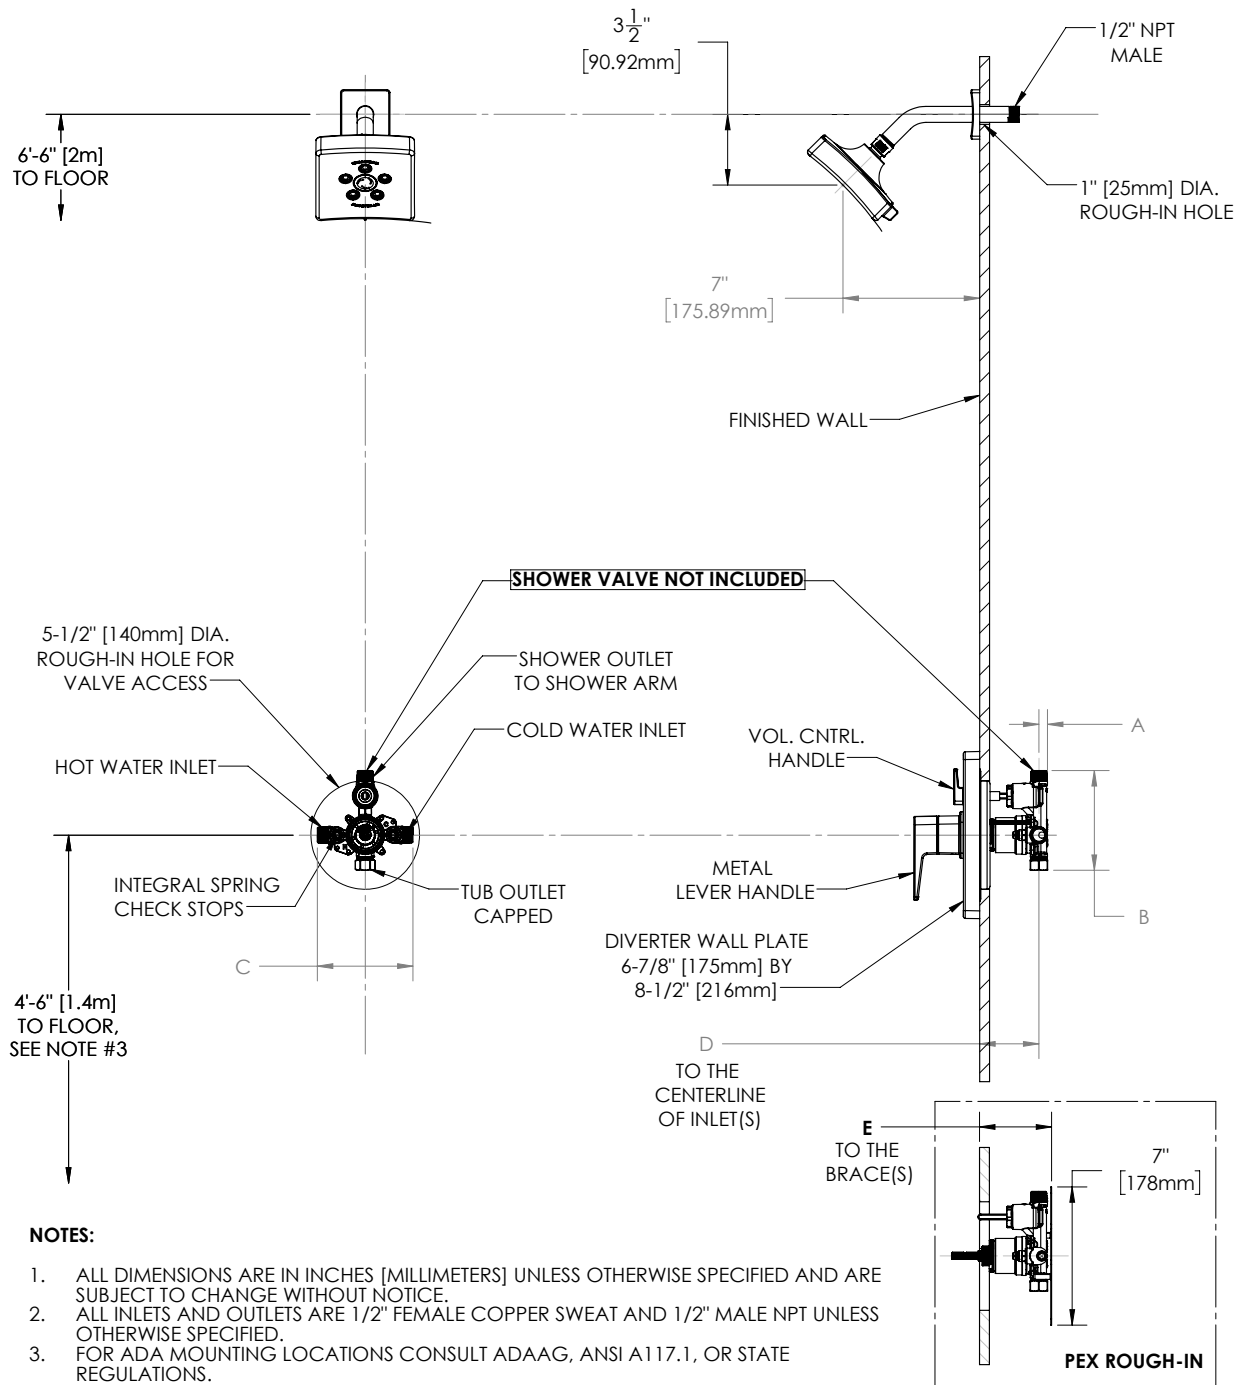 3 1/2"
[90.92mm]
1/2" NPT
MALE
6'-6" [2m]
TO FLOOR
1" [25mm] DIA.
ROUGH-IN HOLE
7"
[175.89mm]
FINISHED WALL
SHOWER VALVE NOT INCLUDED
5-1/2" [140mm] DIA.
ROUGH-IN HOLE FOR
VALVE ACCESS
SHOWER OUTLET
TO SHOWER ARM
COLD WATER INLET
HOT WATER INLET
VOL. CNTRL.
HANDLE
A
INTEGRAL SPRING
CHECK STOPS
TUB OUTLET
CAPPED
METAL
LEVER HANDLE
B
C
DIVERTER WALL PLATE
6-7/8" [175mm] BY
8-1/2" [216mm]
4'-6" [1.4m]
TO FLOOR,
SEE NOTE #3
D
TO THE
CENTERLINE
OF INLET(S)
E
TO THE
BRACE(S)
7"
[178mm]
PEX ROUGH-IN
NOTES:
1. ALL DIMENSIONS ARE IN INCHES [MILLIMETERS] UNLESS OTHERWISE SPECIFIED AND ARE
SUBJECT TO CHANGE WITHOUT NOTICE.
2. ALL INLETS AND OUTLETS ARE 1/2" FEMALE COPPER SWEAT AND 1/2" MALE NPT UNLESS
OTHERWISE SPECIFIED.
3. FOR ADA MOUNTING LOCATIONS CONSULT ADAAG, ANSI A117.1, OR STATE
REGULATIONS.